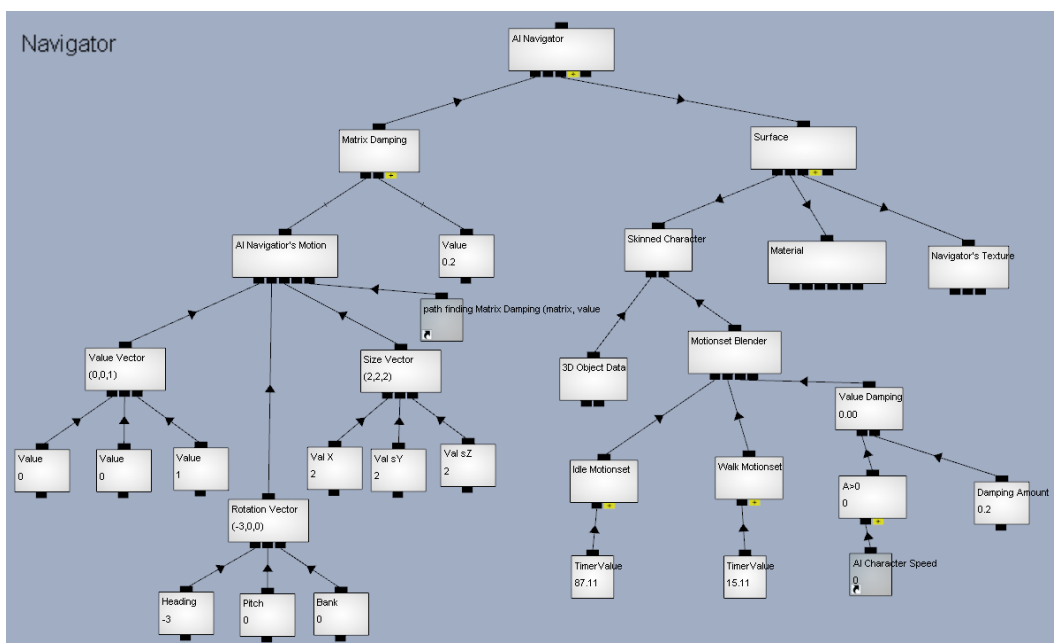 Navigator
AI Navigator
Matrix Damping
Surface
AI Navigatior's Motion
Value
0.2
Skinned Character
Material
Navigator's Texture
path finding Matrix Damping (matrix, value
Value Vector
(0,0,1)
Size Vector
(2,2,2)
3D Object Data
Motionset Blender
Value Damping
0.00
Value
0
Value
0
Value
1
Val X
2
Val sY
2
Val sZ
2
Idle Motionset
Walk Motionset
A>0
0
Damping Amount
0.2
Rotation Vector
(-3,0,0)
TimerValue
87.11
TimerValue
15.11
AI Character Speed
0
Heading
-3
Pitch
0
Bank
0